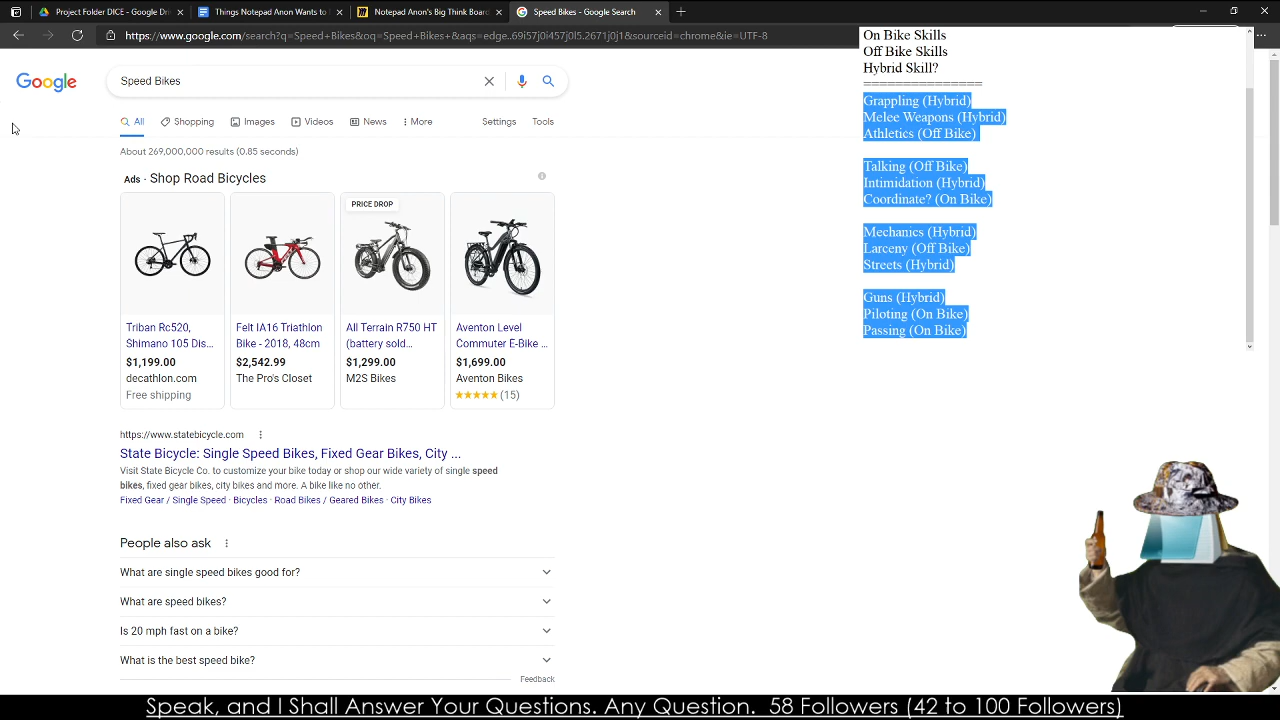 Project Folder DICE - Google Dri
Things Notepad Anon Wants to
Notepad Anon's Big Think Board
Speed Bikes - Google Search
https://www.google.com/search?q=Speed+Bikes&oq=Speed+Bikes+&aqs=edge..69i57j0l5.2671j0j1&sourceid=chrome&ie=UTF-8
Google
Speed Bikes
All
Shopping
Images
Videos
News
More
Settings
Tools
About 269,000,000 results (0.85 seconds)
Ads · Shop Road Bicycles
PRICE DROP
Triban Rc520,
Shimano 105 Dis...
$1,199.00
decathlon.com
Free shipping
Felt IA16 Triathlon
Bike - 2018, 48cm
$2,542.99
The Pro's Closet
All Terrain R750 HT
(battery sold...
$1,299.00
M2S Bikes
Aventon Level
Commuter E-Bike ...
$1,699.00
Aventon Bikes
★★★★★ (15)
https://www.statebicycle.com
State Bicycle: Single Speed Bikes, Fixed Gear Bikes, City ...
Visit State Bicycle Co. to customize your bike today or shop our wide variety of single speed
bikes, fixed gear bikes, city bikes and more. A bike like no other.
Fixed Gear / Single Speed · Bicycles · Road Bikes / Geared Bikes · City Bikes
People also ask
What are single speed bikes good for?
What are speed bikes?
Is 20 mph fast on a bike?
What is the best speed bike?
Feedback
On Bike Skills
Off Bike Skills
Hybrid Skill?
===============
Grappling (Hybrid)
Melee Weapons (Hybrid)
Athletics (Off Bike)
Talking (Off Bike)
Intimidation (Hybrid)
Coordinate? (On Bike)
Mechanics (Hybrid)
Larceny (Off Bike)
Streets (Hybrid)
Guns (Hybrid)
Piloting (On Bike)
Passing (On Bike)
Speak, and I Shall Answer Your Questions. Any Question. 58 Followers (42 to 100 Followers)